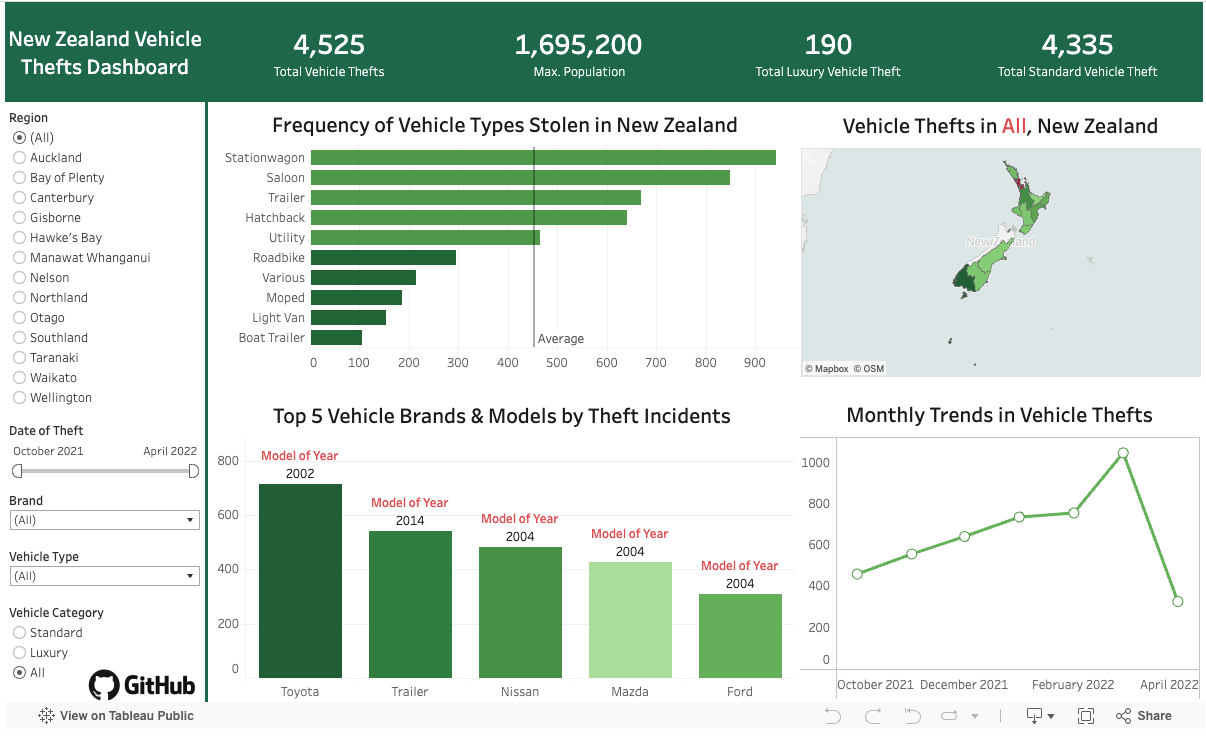 New Zealand Vehicle
Thefts Dashboard
4,525
Total Vehicle Thefts
1,695,200
Max. Population
190
Total Luxury Vehicle Theft
4,335
Total Standard Vehicle Theft
Region
(All)
Auckland
Bay of Plenty
Canterbury
Gisborne
Hawke's Bay
Manawat Whanganui
Nelson
Northland
Otago
Southland
Taranaki
Waikato
Wellington
Date of Theft
October 2021 April 2022
Brand
(All)
Vehicle Type
(All)
Vehicle Category
Standard
Luxury
All
GitHub
Frequency of Vehicle Types Stolen in New Zealand
Stationwagon
Saloon
Trailer
Hatchback
Utility
Roadbike
Various
Moped
Light Van
Boat Trailer
Average
0 100 200 300 400 500 600 700 800 900
Vehicle Thefts in All, New Zealand
New Zealand
© Mapbox © OSM
Top 5 Vehicle Brands & Models by Theft Incidents
800
600
400
200
0
Model of Year
2002
Model of Year
2014
Model of Year
2004
Model of Year
2004
Model of Year
2004
Toyota Trailer Nissan Mazda Ford
Monthly Trends in Vehicle Thefts
1000
800
600
400
200
0
October 2021 December 2021 February 2022 April 2022
View on Tableau Public
Share